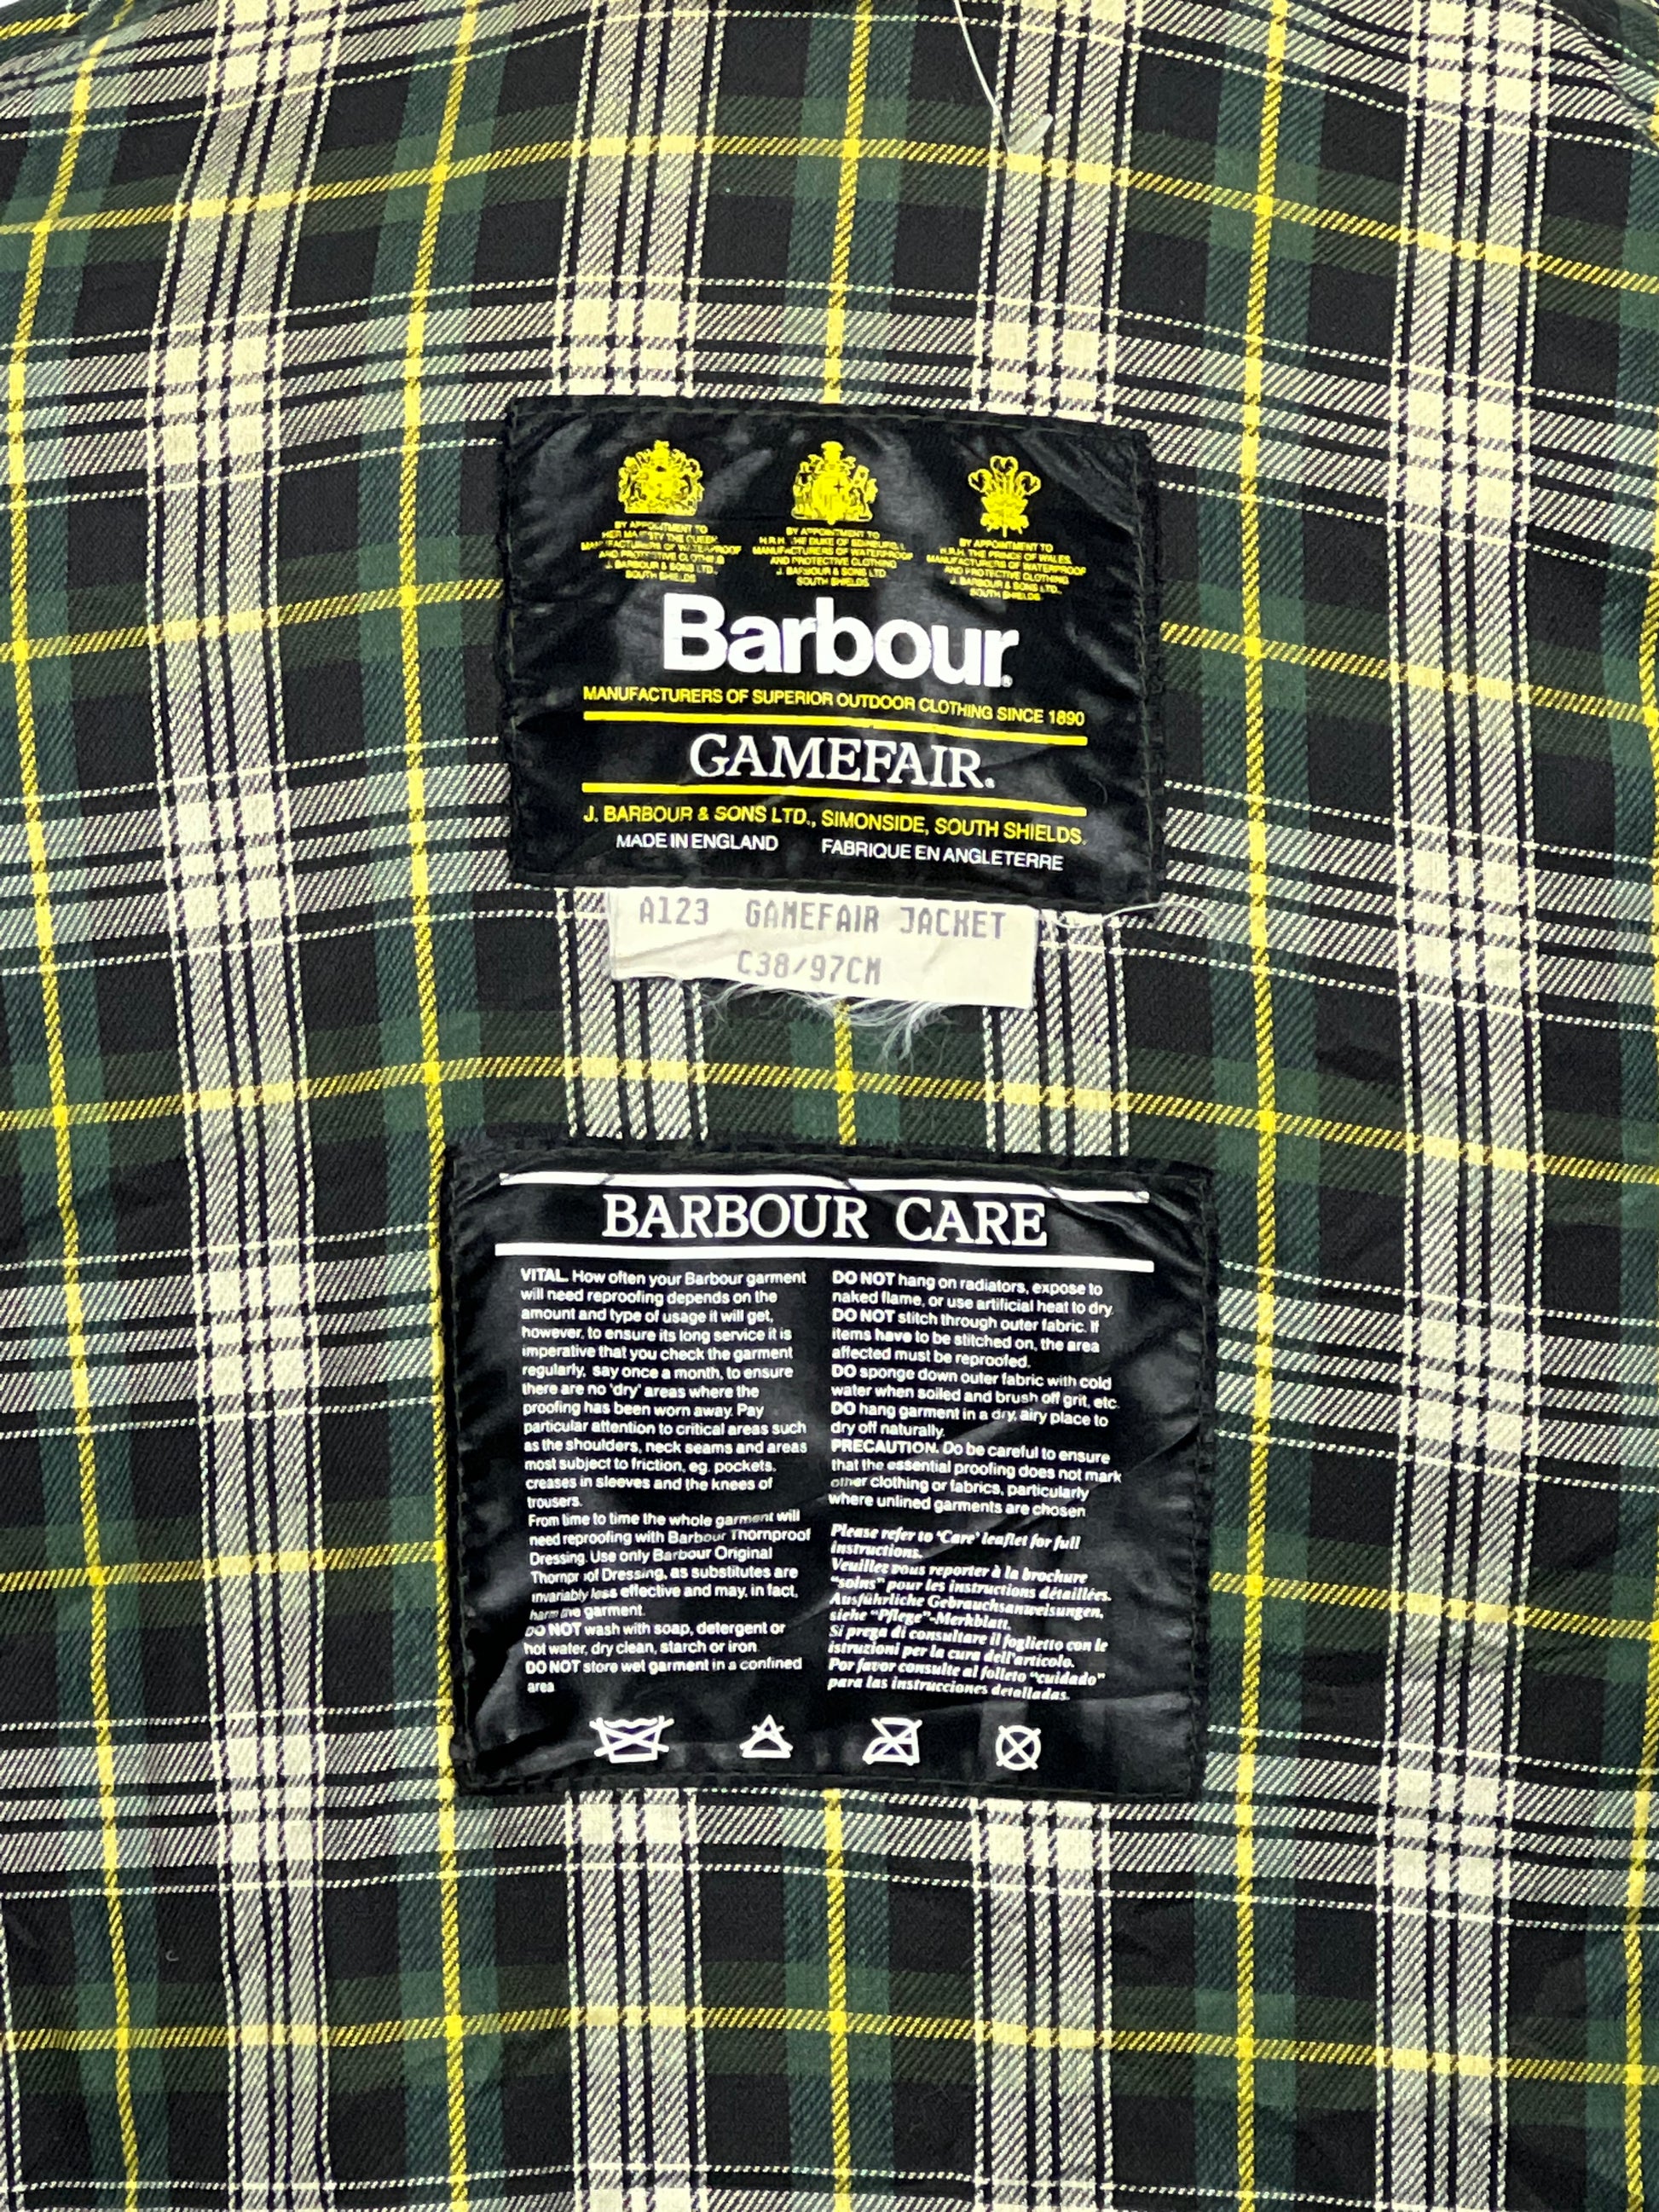 BY APPOINTMENT TO
HER MAJESTY THE QUEEN
MANUFACTURERS OF WATERPROOF
AND PROTECTIVE CLOTHING
J. BARBOUR & SONS LTD.,
SOUTH SHIELDS
BY APPOINTMENT TO
H.R.H. THE DUKE OF EDINBURGH
MANUFACTURERS OF WATERPROOF
AND PROTECTIVE CLOTHING
J. BARBOUR & SONS LTD.
SOUTH SHIELDS
BY APPOINTMENT TO
H.R.H. THE PRINCE OF WALES,
MANUFACTURERS OF WATERPROOF
AND PROTECTIVE CLOTHING
J. BARBOUR & SONS LTD.,
SOUTH SHIELDS.
Barbour®
MANUFACTURERS OF SUPERIOR OUTDOOR CLOTHING SINCE 1890
GAMEFAIR.
J. BARBOUR & SONS LTD., SIMONSIDE, SOUTH SHIELDS.
MADE IN ENGLAND FABRIQUE EN ANGLETERRE
A123 GAMEFAIR JACKET
C38/97CM
BARBOUR CARE
VITAL. How often your Barbour garment
will need reproofing depends on the
amount and type of usage it will get,
however, to ensure its long service it is
imperative that you check the garment
regularly, say once a month, to ensure
there are no 'dry' areas where the
proofing has been worn away. Pay
particular attention to critical areas such
as the shoulders, neck seams and areas
most subject to friction, eg. pockets,
creases in sleeves and the knees of
trousers.
From time to time the whole garment will
need reproofing with Barbour Thornproof
Dressing. Use only Barbour Original
Thornproof Dressing, as substitutes are
invariably less effective and may, in fact,
harm the garment.
DO NOT wash with soap, detergent or
hot water, dry clean, starch or iron
DO NOT store wet garment in a confined
area
DO NOT hang on radiators, expose to
naked flame, or use artificial heat to dry.
DO NOT stitch through outer fabric. If
items have to be stitched on, the area
affected must be reproofed.
DO sponge down outer fabric with cold
water when soiled and brush off grit, etc.
DO hang garment in a dry, airy place to
dry off naturally.
PRECAUTION. Do be careful to ensure
that the essential proofing does not mark
other clothing or fabrics, particularly
where unlined garments are chosen
Please refer to 'Care' leaflet for full
instructions.
Veuillez vous reporter à la brochure
"soins" pour les instructions détaillées.
Ausführliche Gebrauchsanweisungen,
siehe "Pflege"-Merkblatt.
Si prega di consultare il foglietto con le
istruzioni per la cura dell'articolo.
Por favor consulte al folleto "cuidado"
para las instrucciones detalladas.